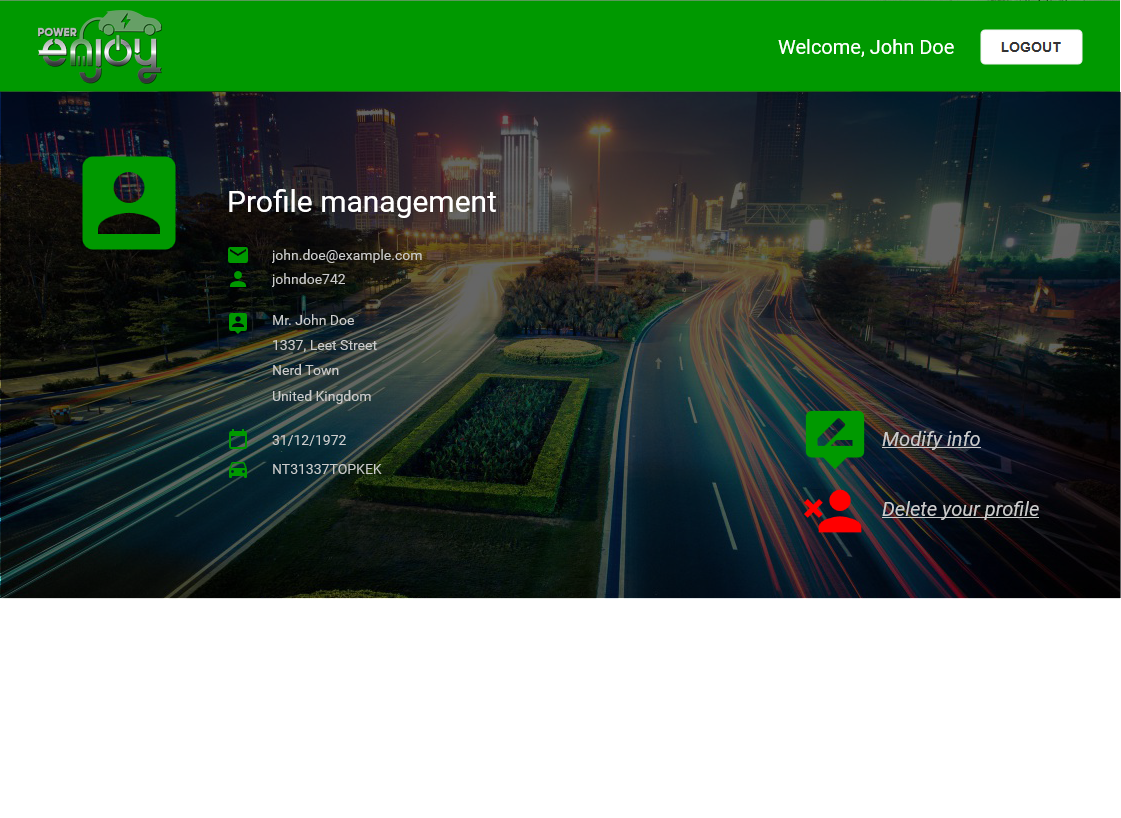 POWER
enjoy
Welcome, John Doe
LOGOUT
Profile management
john.doe@example.com
johndoe742
Mr. John Doe
1337, Leet Street
Nerd Town
United Kingdom
31/12/1972
NT31337TOPKEK
Modify info
Delete your profile